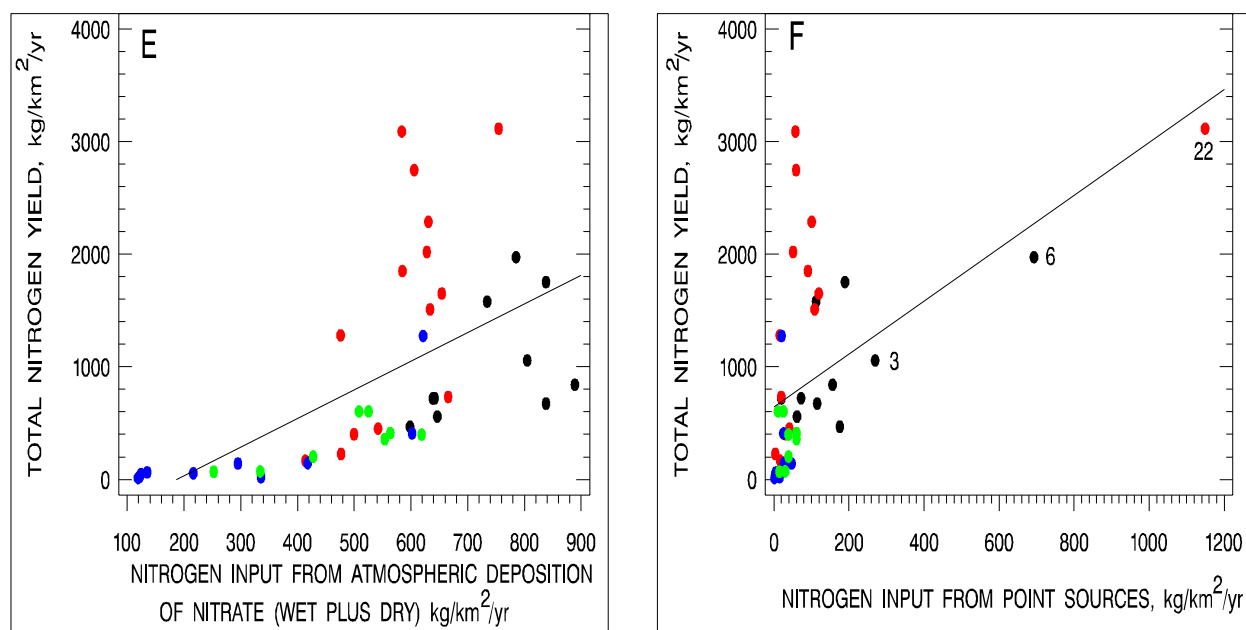 E
TOTAL NITROGEN YIELD, kg/km²/yr
4000
3000
2000
1000
0
100 200 300 400 500 600 700 800 900
NITROGEN INPUT FROM ATMOSPHERIC DEPOSITION
OF NITRATE (WET PLUS DRY) kg/km²/yr
F
TOTAL NITROGEN YIELD, kg/km²/yr
4000
3000
2000
1000
0
22
6
3
0 200 400 600 800 1000 1200
NITROGEN INPUT FROM POINT SOURCES, kg/km²/yr